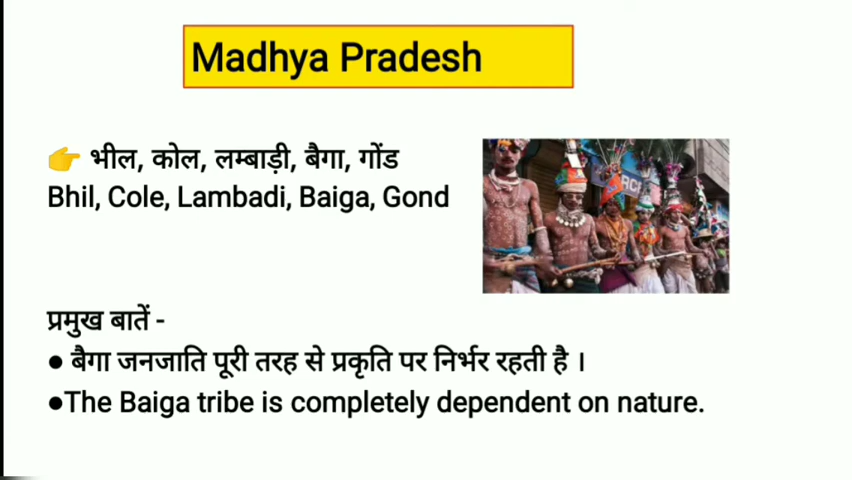 Madhya Pradesh
👉 भील, कोल, लम्बाड़ी, बैगा, गोंड
Bhil, Cole, Lambadi, Baiga, Gond
प्रमुख बातें -
● बैगा जनजाति पूरी तरह से प्रकृति पर निर्भर रहती है ।
●The Baiga tribe is completely dependent on nature.